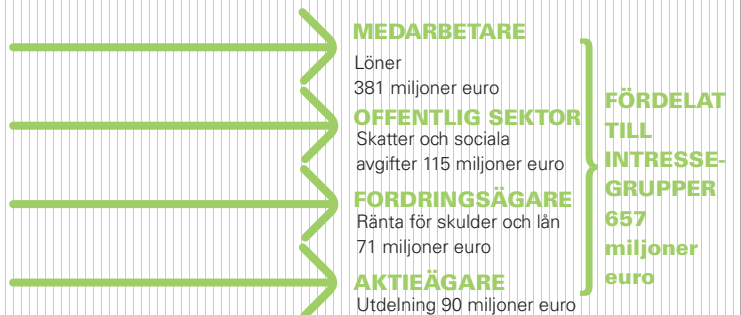 MEDARBETARE
Löner
381 miljoner euro
OFFENTLIG SEKTOR
Skatter och sociala
avgifter 115 miljoner euro
FORDRINGSÄGARE
Ränta för skulder och lån
71 miljoner euro
AKTIEÄGARE
Utdelning 90 miljoner euro
FÖRDELAT
TILL
INTRESSE-
GRUPPER
657
miljoner
euro